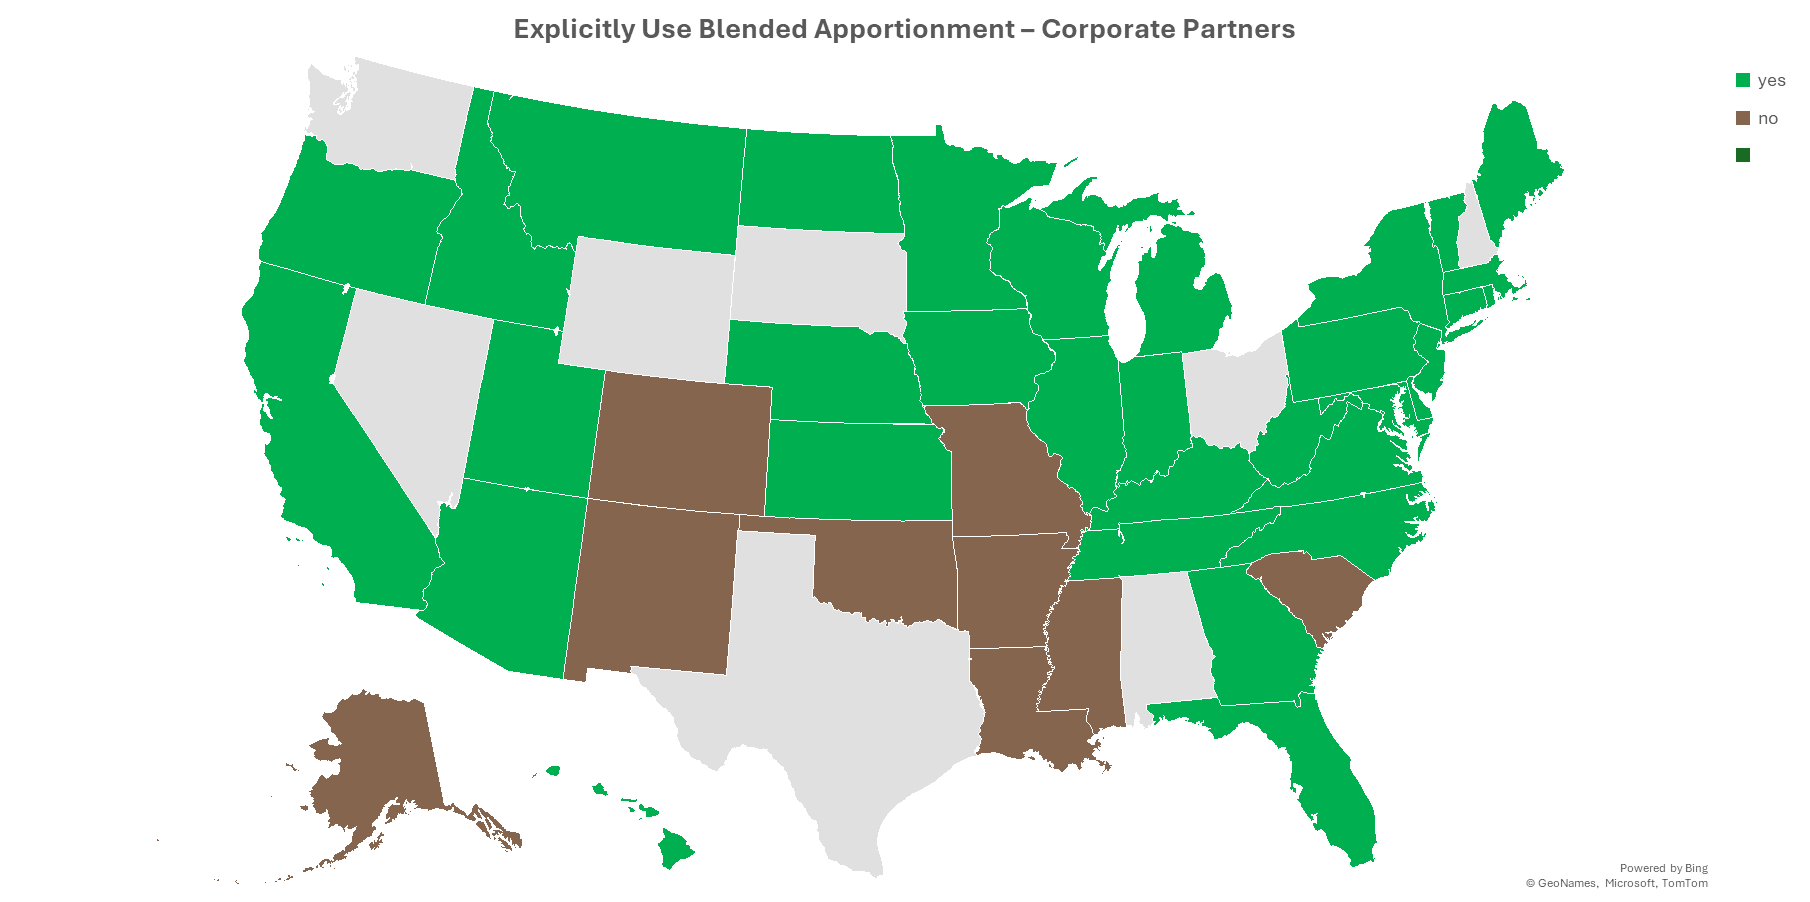 Explicitly Use Blended Apportionment – Corporate Partners
yes
no
Powered by Bing
© GeoNames, Microsoft, TomTom